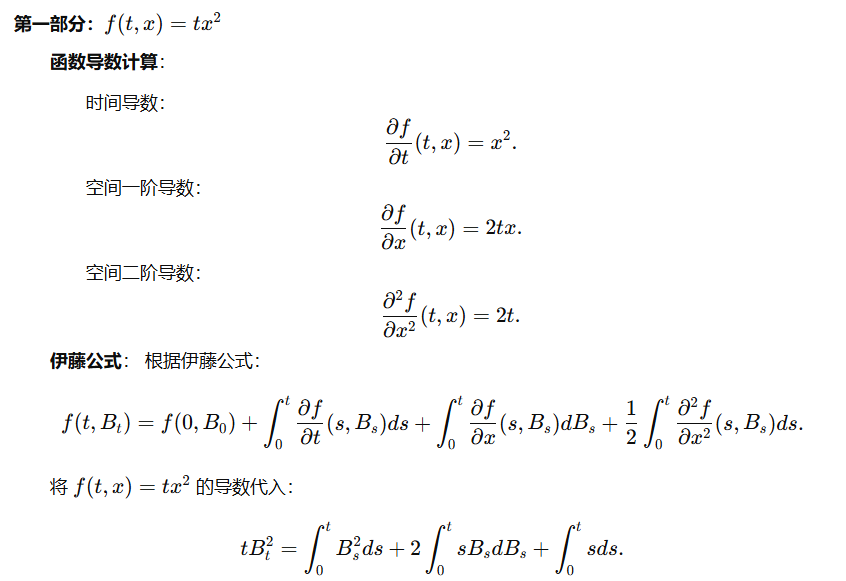 第一部分：$f(t,x) = tx^2$
函数导数计算：
时间导数：
$$\frac{\partial f}{\partial t}(t,x) = x^2.$$
空间一阶导数：
$$\frac{\partial f}{\partial x}(t,x) = 2tx.$$
空间二阶导数：
$$\frac{\partial^2 f}{\partial x^2}(t,x) = 2t.$$
伊藤公式： 根据伊藤公式：
$$f(t,B_t) = f(0,B_0) + \int_0^t \frac{\partial f}{\partial t}(s,B_s)ds + \int_0^t \frac{\partial f}{\partial x}(s,B_s)dB_s + \frac{1}{2}\int_0^t \frac{\partial^2 f}{\partial x^2}(s,B_s)ds.$$
将 $f(t,x) = tx^2$ 的导数代入：
$$tB_t^2 = \int_0^t B_s^2 ds + 2\int_0^t sB_s dB_s + \int_0^t sds.$$